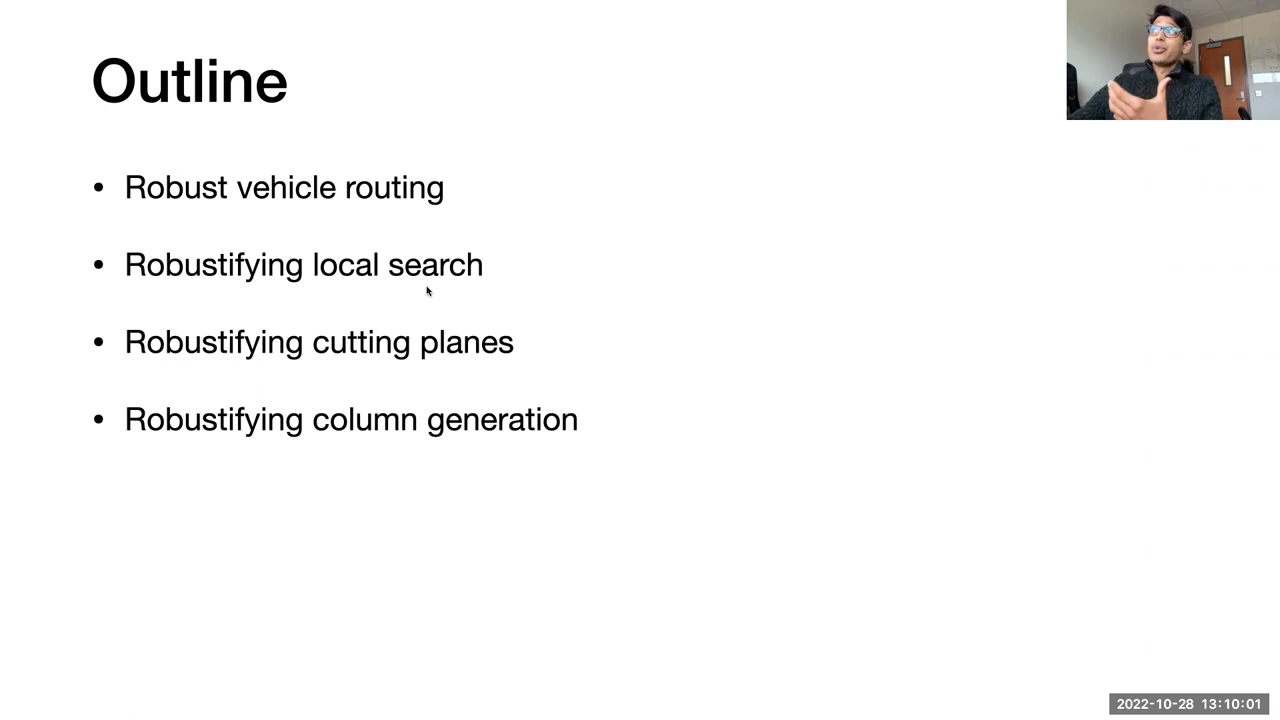 Outline
• Robust vehicle routing
• Robustifying local search
• Robustifying cutting planes
• Robustifying column generation
2022-10-28 13:10:01